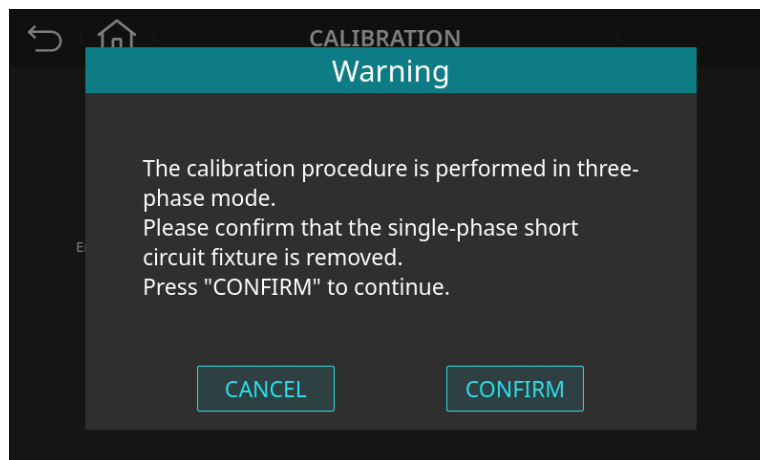 CALIBRATION
Warning
The calibration procedure is performed in three-
phase mode.
Please confirm that the single-phase short
circuit fixture is removed.
Press "CONFIRM" to continue.
CANCEL
CONFIRM